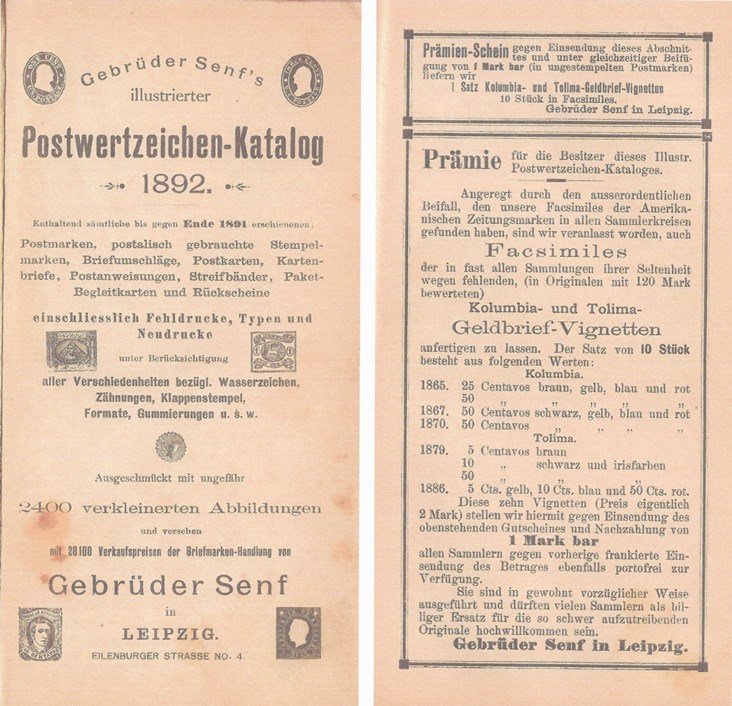 Gebrüder Senf's
illustrierter
Postwertzeichen-Katalog
1892.
Enthaltend sämtliche bis gegen Ende 1891 erschienenen:
Postmarken, postalisch gebrauchte Stempel-
marken, Briefumschläge, Postkarten, Karten-
briefe, Postanweisungen, Streifbänder, Paket-
Begleitkarten und Rückscheine
einschliesslich Fehldrucke, Typen und
Neudrucke
unter Berücksichtigung
aller Verschiedenheiten bezügl. Wasserzeichen,
Zähnungen, Klappenstempel,
Formate, Gummierungen u. s. w.
Ausgeschmückt mit ungefähr
2400 verkleinerten Abbildungen
und versehen
mit 28100 Verkaufspreisen der Briefmarken-Handlung von
Gebrüder Senf
in
LEIPZIG.
EILENBURGER STRASSE NO. 4.
Prämien-Schein gegen Einsendung dieses Abschnit-
tes und unter gleichzeitiger Beifü-
gung von 1 Mark bar (in ungestempelten Postmarken)
liefern wir
1 Satz Kolumbia- und Tolima-Geldbrief-Vignetten
10 Stück in Facsimiles.
Gebrüder Senf in Leipzig.
Prämie für die Besitzer dieses Illustr.
Postwertzeichen-Kataloges.
Angeregt durch den ausserordentlichen
Beifall, den unsere Facsimiles der Amerika-
nischen Zeitungsmarken in allen Sammlerkreisen
gefunden haben, sind wir veranlasst worden, auch
Facsimiles
der in fast allen Sammlungen ihrer Seltenheit
wegen fehlenden, (in Originalen mit 120 Mark
bewerteten)
Kolumbia- und Tolima-
Geldbrief-Vignetten
anfertigen zu lassen. Der Satz von 10 Stück
besteht aus folgenden Werten:
Kolumbia.
1865. 25 Centavos braun, gelb, blau und rot
50 „ „ „ „ „
1867. 50 Centavos schwarz, gelb, blau und rot
1870. 50 Centavos „ „ „ „
Tolima.
1879. 5 Centavos braun
10 „ schwarz und irisfarben
50 „ „ „ „
1886. 5 Cts. gelb, 10 Cts. blau und 50 Cts. rot.
Diese zehn Vignetten (Preis eigentlich
2 Mark) stellen wir hiermit gegen Einsendung des
obenstehenden Gutscheines und Nachzahlung von
1 Mark bar
allen Sammlern gegen vorherige frankierte Ein-
sendung des Betrages ebenfalls portofrei zur
Verfügung.
Sie sind in gewohnt vorzüglicher Weise
ausgeführt und dürften vielen Sammlern als bil-
liger Ersatz für die so schwer aufzutreibenden
Originale hochwillkommen sein.
Gebrüder Senf in Leipzig.